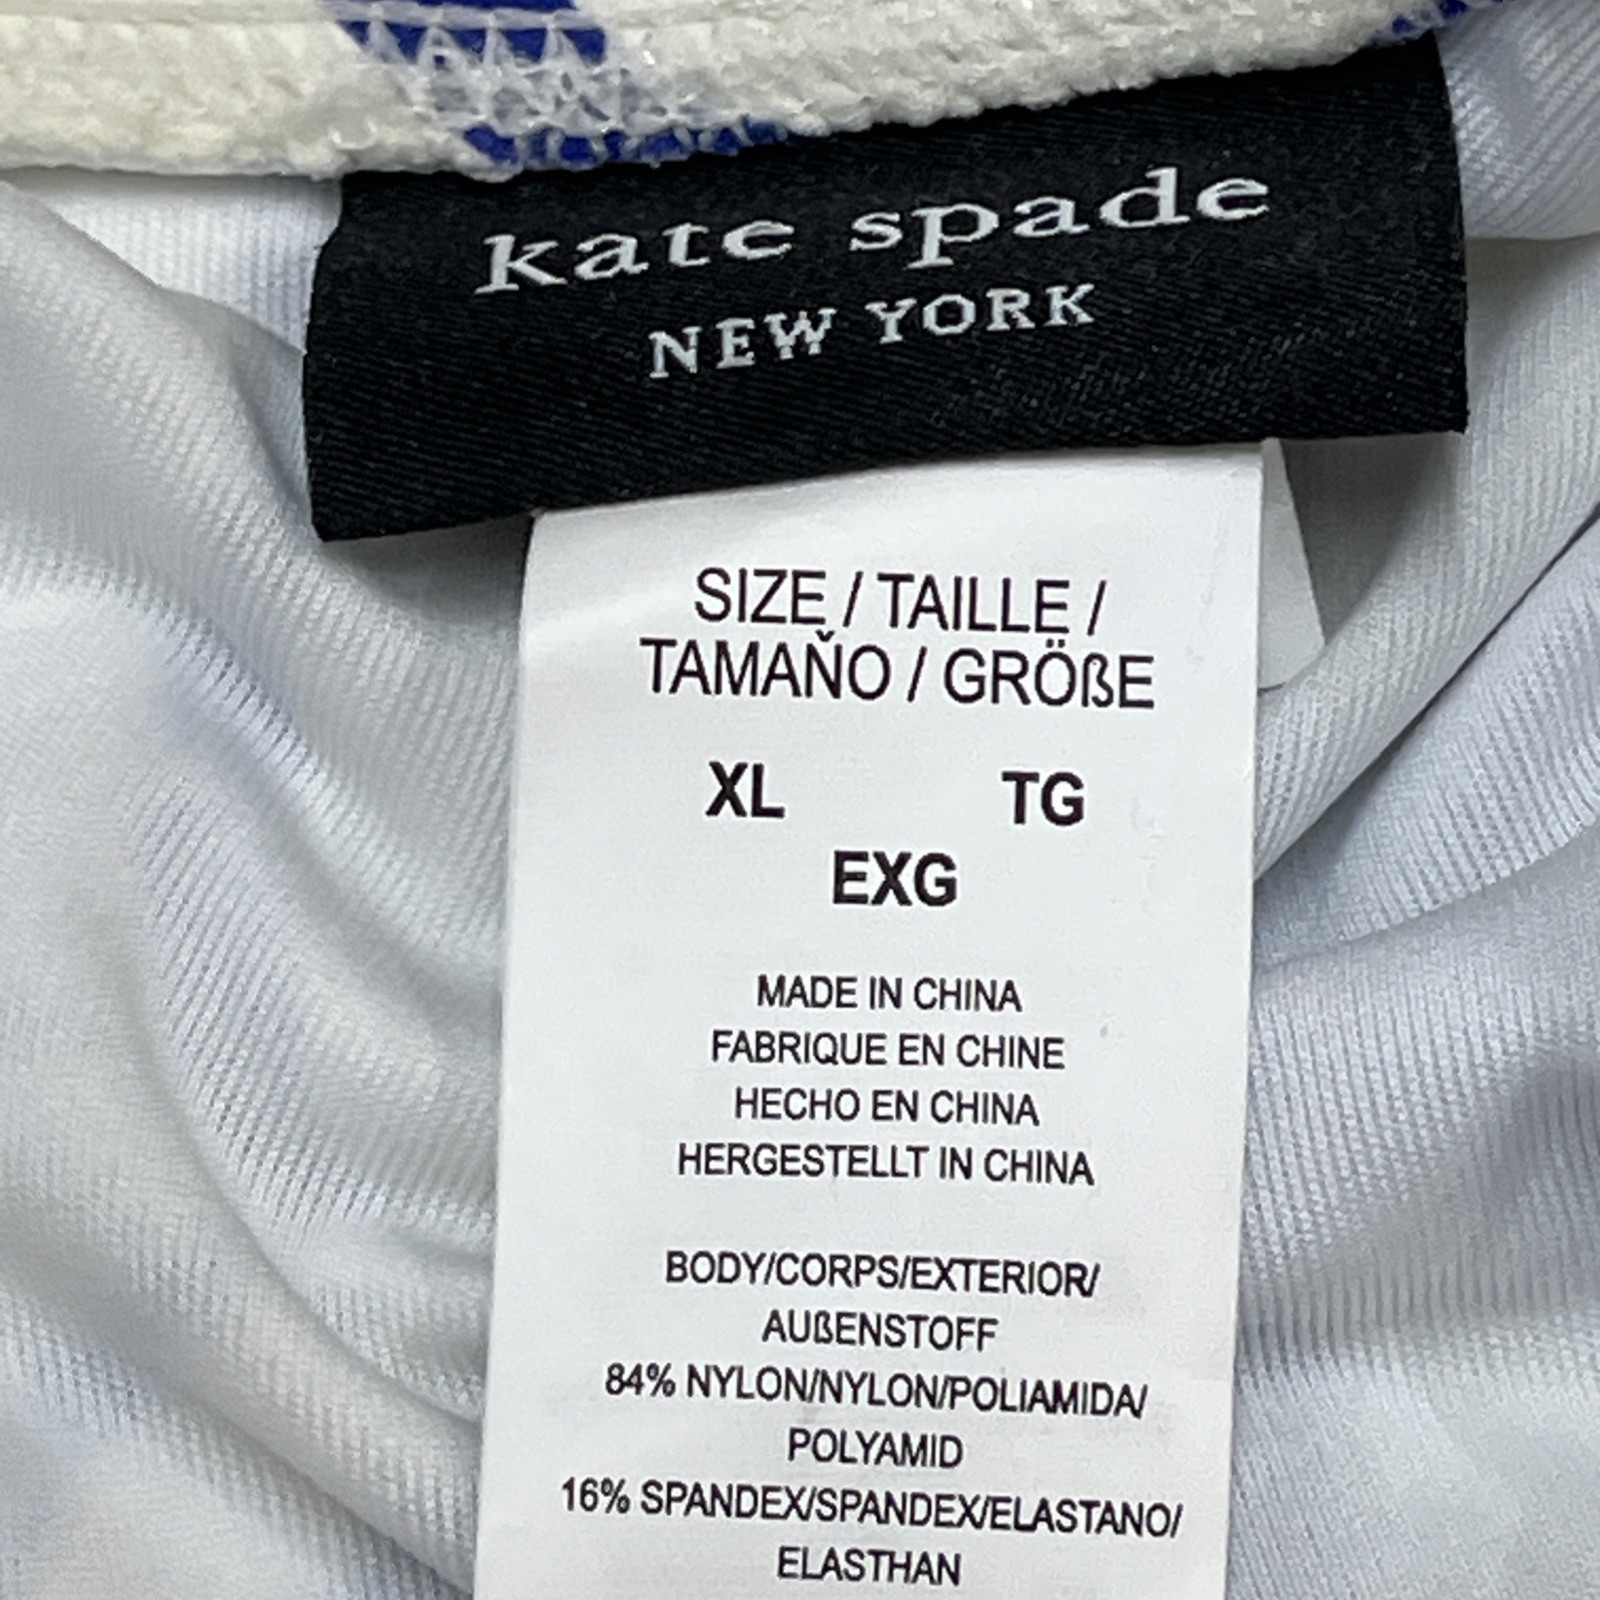 kate spade
NEW YORK
SIZE / TAILLE /
TAMAÑO / GRÖßE
XL TG
EXG
MADE IN CHINA
FABRIQUE EN CHINE
HECHO EN CHINA
HERGESTELLT IN CHINA
BODY/CORPS/EXTERIOR/
AUßENSTOFF
84% NYLON/NYLON/POLIAMIDA/
POLYAMID
16% SPANDEX/SPANDEX/ELASTANO/
ELASTHAN